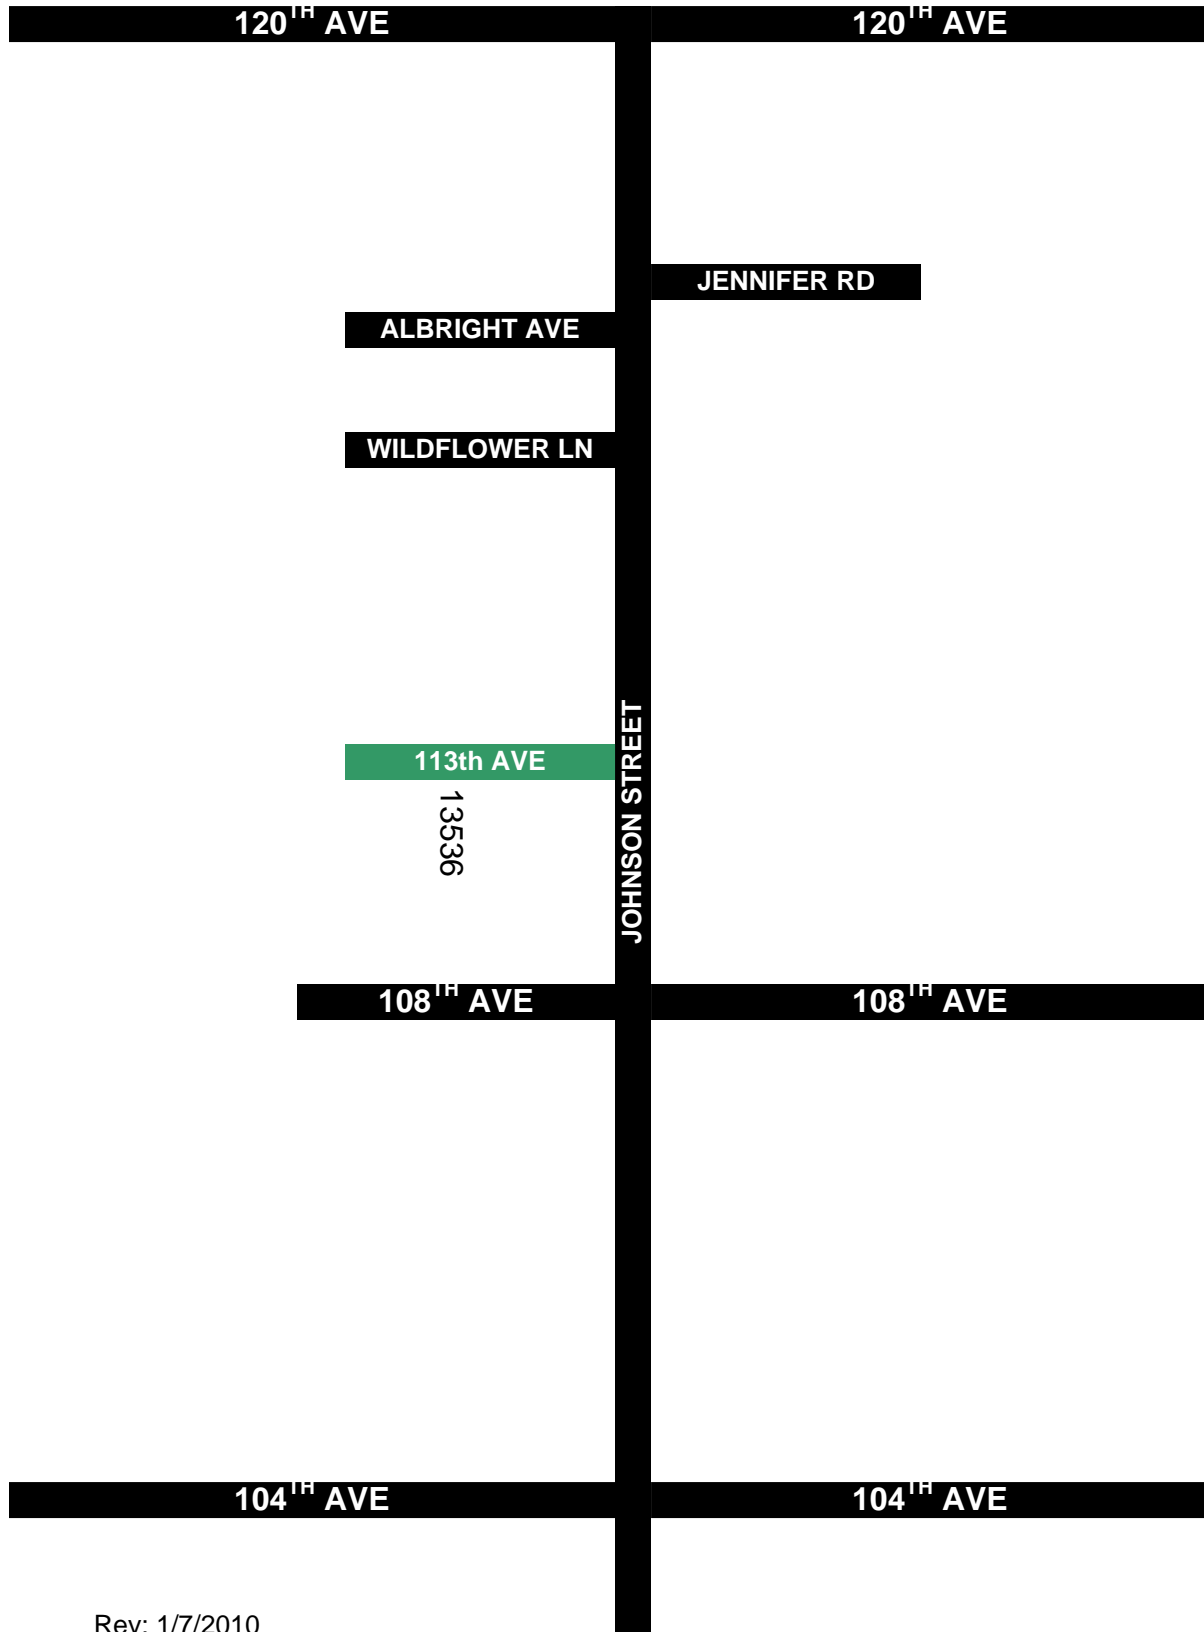 120TH AVE
120TH AVE
JENNIFER RD
ALBRIGHT AVE
WILDFLOWER LN
113th AVE
13536
JOHNSON STREET
108TH AVE
108TH AVE
104TH AVE
104TH AVE
Rev: 1/7/2010